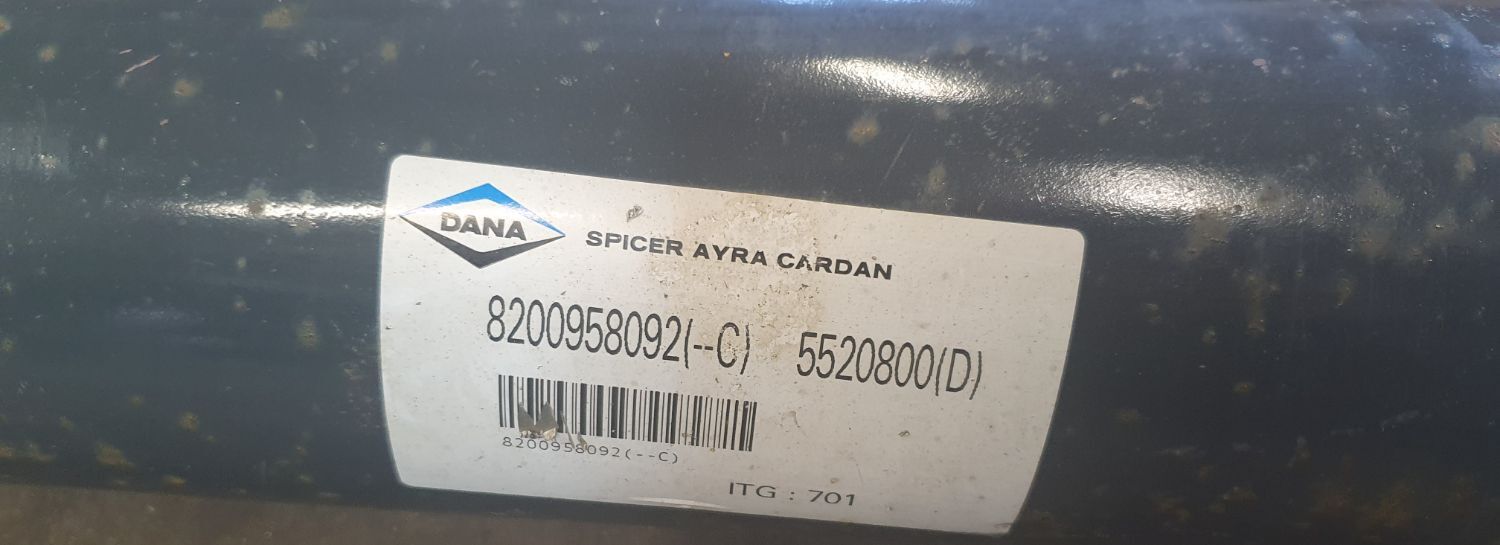 DANA
SPICER AYRA CARDAN
8200958092(--C) 5520800(D)
8200958092(--C)
ITG : 701